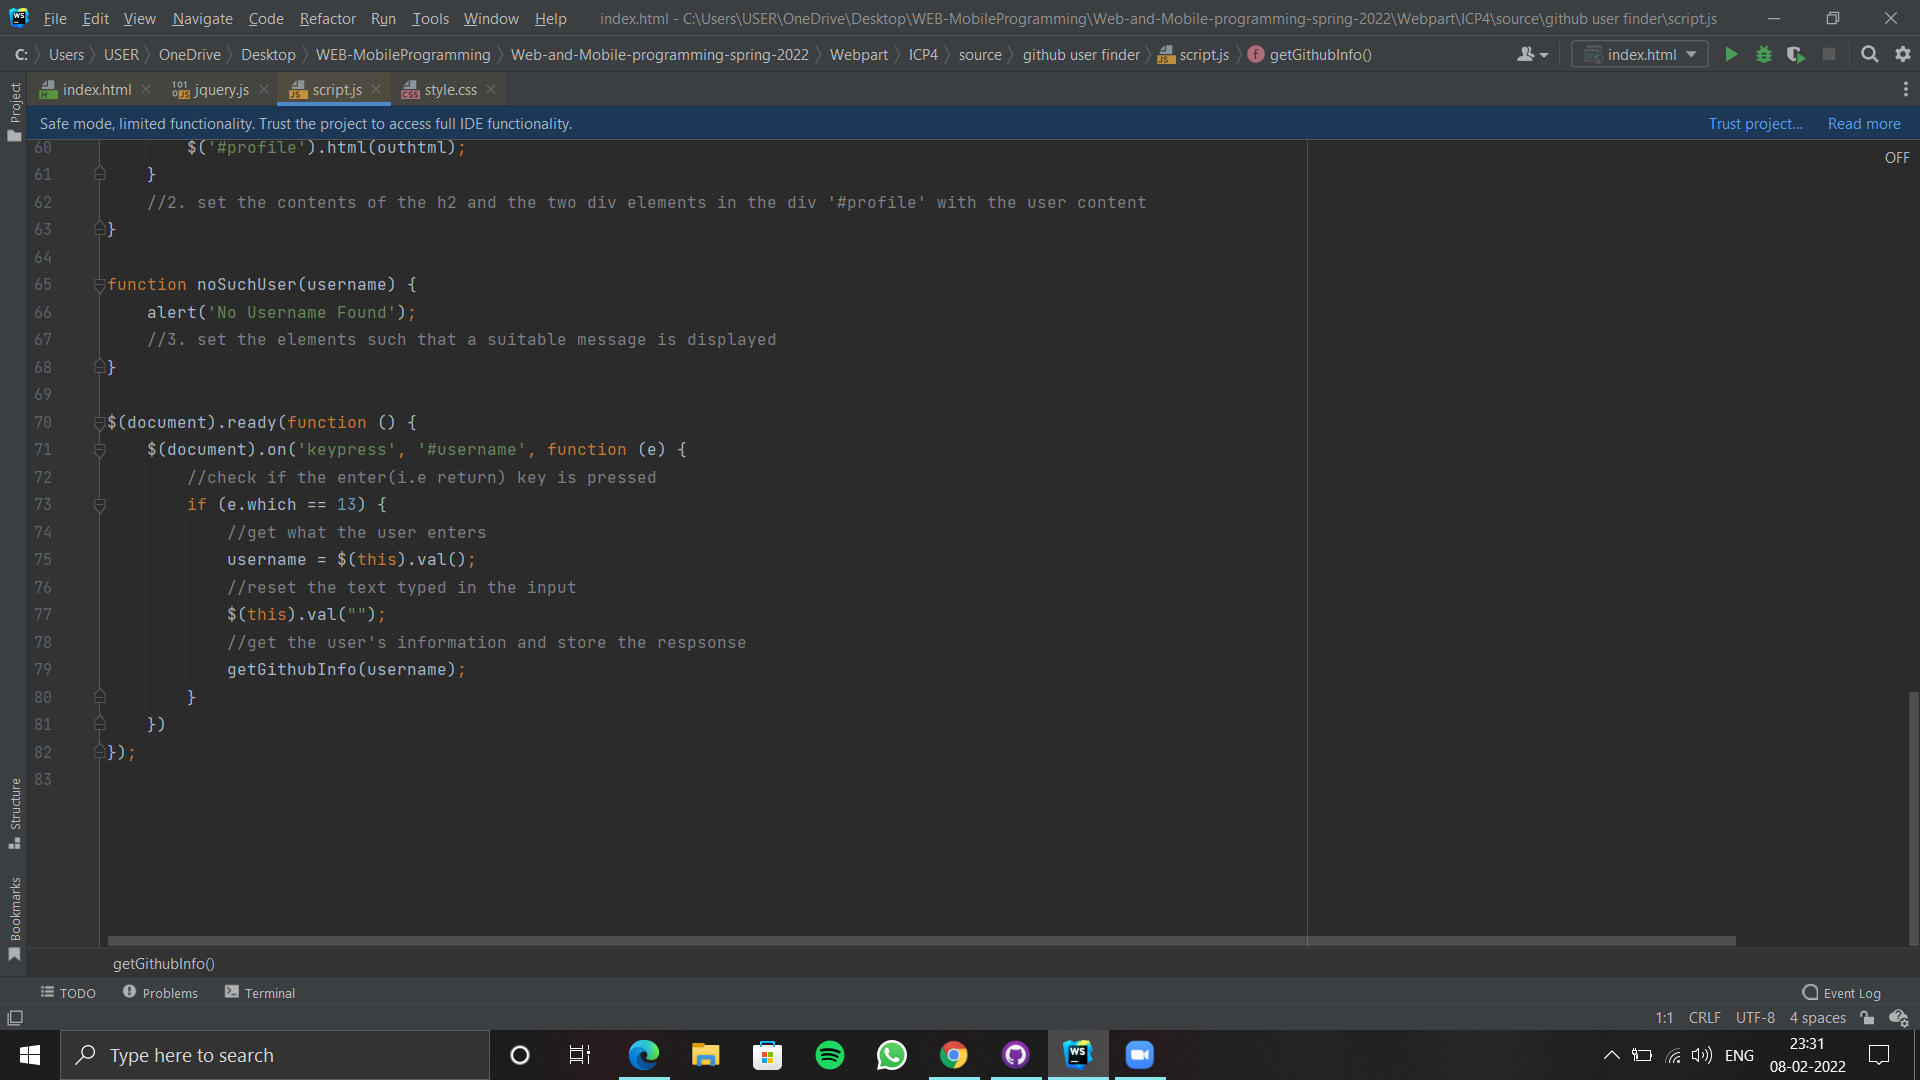 File Edit View Navigate Code Refactor Run Tools Window Help index.html - C:\Users\USER\OneDrive\Desktop\WEB-MobileProgramming\Web-and-Mobile-programming-spring-2022\Webpart\ICP4\source\github user finder\script.js
C: Users USER OneDrive Desktop WEB-MobileProgramming Web-and-Mobile-programming-spring-2022 Webpart ICP4 source github user finder script.js f getGithubInfo() index.html
Project
index.html jquery.js script.js style.css
Safe mode, limited functionality. Trust the project to access full IDE functionality. Trust project... Read more
OFF
60 $('#profile').html(outhtml);
61 }
62 //2. set the contents of the h2 and the two div elements in the div '#profile' with the user content
63 }
64
65 function noSuchUser(username) {
66 alert('No Username Found');
67 //3. set the elements such that a suitable message is displayed
68 }
69
70 $(document).ready(function () {
71 $(document).on('keypress', '#username', function (e) {
72 //check if the enter(i.e return) key is pressed
73 if (e.which == 13) {
74 //get what the user enters
75 username = $(this).val();
76 //reset the text typed in the input
77 $(this).val("");
78 //get the user's information and store the respsonse
79 getGithubInfo(username);
80 }
81 })
82 });
83
Structure
Bookmarks
getGithubInfo()
TODO Problems Terminal Event Log
1:1 CRLF UTF-8 4 spaces
Type here to search
WS
ENG
23:31
08-02-2022